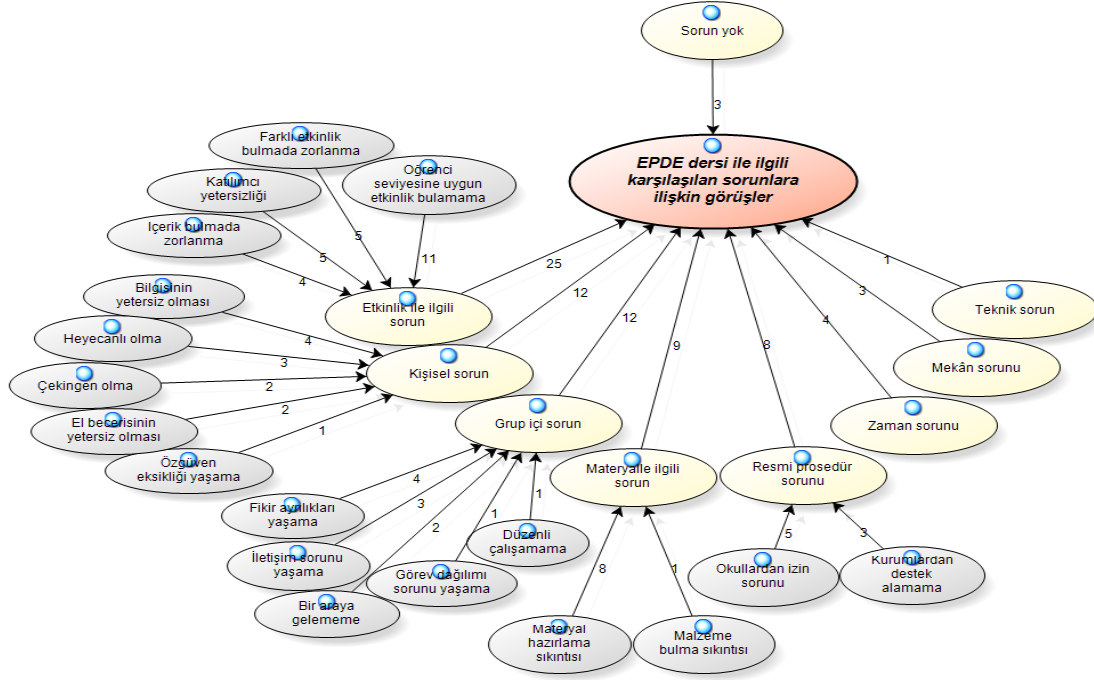 Sorun yok
3
EPDE dersi ile ilgili
karşılaşılan sorunlara
ilişkin görüşler
Farklı etkinlik
bulmada zorlanma
Öğrenci
seviyesine uygun
etkinlik bulamama
Katılımcı
yetersizliği
İçerik bulmada
zorlanma
5
5
4
11
25
12
12
9
8
4
3
1
Bilgisinin
yetersiz olması
Etkinlik ile ilgili
sorun
Teknik sorun
Heyecanlı olma
4
3
Kişisel sorun
Mekân sorunu
Çekingen olma
2
2
1
El becerisinin
yetersiz olması
Grup içi sorun
Zaman sorunu
Özgüven
eksikliği yaşama
Materyalle ilgili
sorun
Resmi prosedür
sorunu
4
3
2
1
1
Fikir ayrılıkları
yaşama
Düzenli
çalışamama
5
3
İletişim sorunu
yaşama
Görev dağılımı
sorunu yaşama
8
1
Okullardan izin
sorunu
Kurumlardan
destek
alamama
Bir araya
gelememe
Materyal
hazırlama
sıkıntısı
Malzeme
bulma sıkıntısı